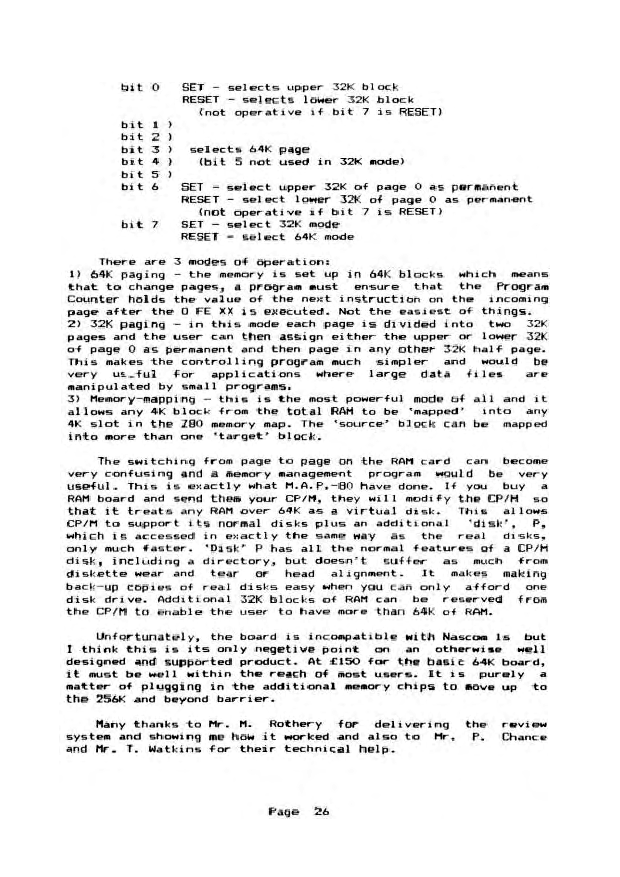 bit 0 SET - selects upper 32K block
RESET - selects lower 32K block
(not operative if bit 7 is RESET)
bit 1 )
bit 2 )
bit 3 ) selects 64K page
bit 4 ) (bit 5 not used in 32K mode)
bit 5 )
bit 6 SET - select upper 32K of page 0 as permanent
RESET - select lower 32K of page 0 as permanent
(not operative if bit 7 is RESET)
bit 7 SET - select 32K mode
RESET - select 64K mode
There are 3 modes of operation:
1) 64K paging - the memory is set up in 64K blocks which means
that to change pages, a program must ensure that the Program
Counter holds the value of the next instruction on the incoming
page after the O FE XX is executed. Not the easiest of things.
2) 32K paging - in this mode each page is divided into two 32K
pages and the user can then assign either the upper or lower 32K
of page 0 as permanent and then page in any other 32K half page.
This makes the controlling program much simpler and would be
very us_ful for applications where large data files are
manipulated by small programs.
3) Memory-mapping - this is the most powerful mode of all and it
allows any 4K block from the total RAM to be 'mapped' into any
4K slot in the Z80 memory map. The 'source' block can be mapped
into more than one 'target' block.
The switching from page to page on the RAM card can become
very confusing and a memory management program would be very
useful. This is exactly what M.A.P.-80 have done. If you buy a
RAM board and send them your CP/M, they will modify the CP/M so
that it treats any RAM over 64K as a virtual disk. This allows
CP/M to support its normal disks plus an additional 'disk', P,
which is accessed in exactly the same way as the real disks,
only much faster. 'Disk' P has all the normal features of a CP/M
disk, including a directory, but doesn't suffer as much from
diskette wear and tear or head alignment. It makes making
back-up copies of real disks easy when you can only afford one
disk drive. Additional 32K blocks of RAM can be reserved from
the CP/M to enable the user to have more than 64K of RAM.
Unfortunately, the board is incompatible with Nascom 1s but
I think this is its only negetive point on an otherwise well
designed and supported product. At £150 for the basic 64K board,
it must be well within the reach of most users. It is purely a
matter of plugging in the additional memory chips to move up to
the 256K and beyond barrier.
Many thanks to Mr. M. Rothery for delivering the review
system and showing me how it worked and also to Mr. P. Chance
and Mr. T. Watkins for their technical help.
Page 26